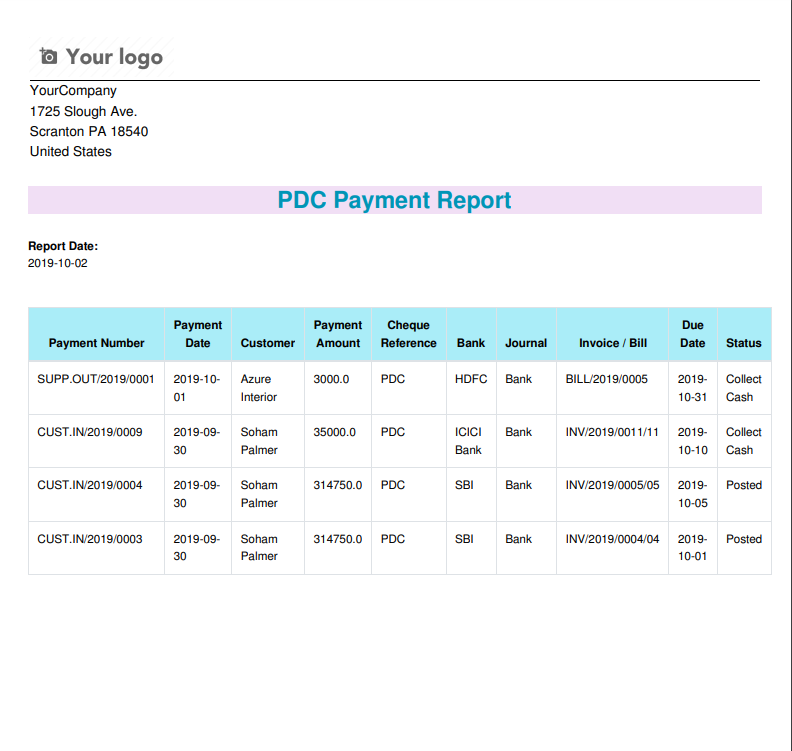 Your logo
YourCompany
1725 Slough Ave.
Scranton PA 18540
United States
PDC Payment Report
Report Date:
2019-10-02
Payment Number | Payment Date | Customer | Payment Amount | Cheque Reference | Bank | Journal | Invoice / Bill | Due Date | Status
SUPP.OUT/2019/0001 | 2019-10-01 | Azure Interior | 3000.0 | PDC | HDFC | Bank | BILL/2019/0005 | 2019-10-31 | Collect Cash
CUST.IN/2019/0009 | 2019-09-30 | Soham Palmer | 35000.0 | PDC | ICICI Bank | Bank | INV/2019/0011/11 | 2019-10-10 | Collect Cash
CUST.IN/2019/0004 | 2019-09-30 | Soham Palmer | 314750.0 | PDC | SBI | Bank | INV/2019/0005/05 | 2019-10-05 | Posted
CUST.IN/2019/0003 | 2019-09-30 | Soham Palmer | 314750.0 | PDC | SBI | Bank | INV/2019/0004/04 | 2019-10-01 | Posted